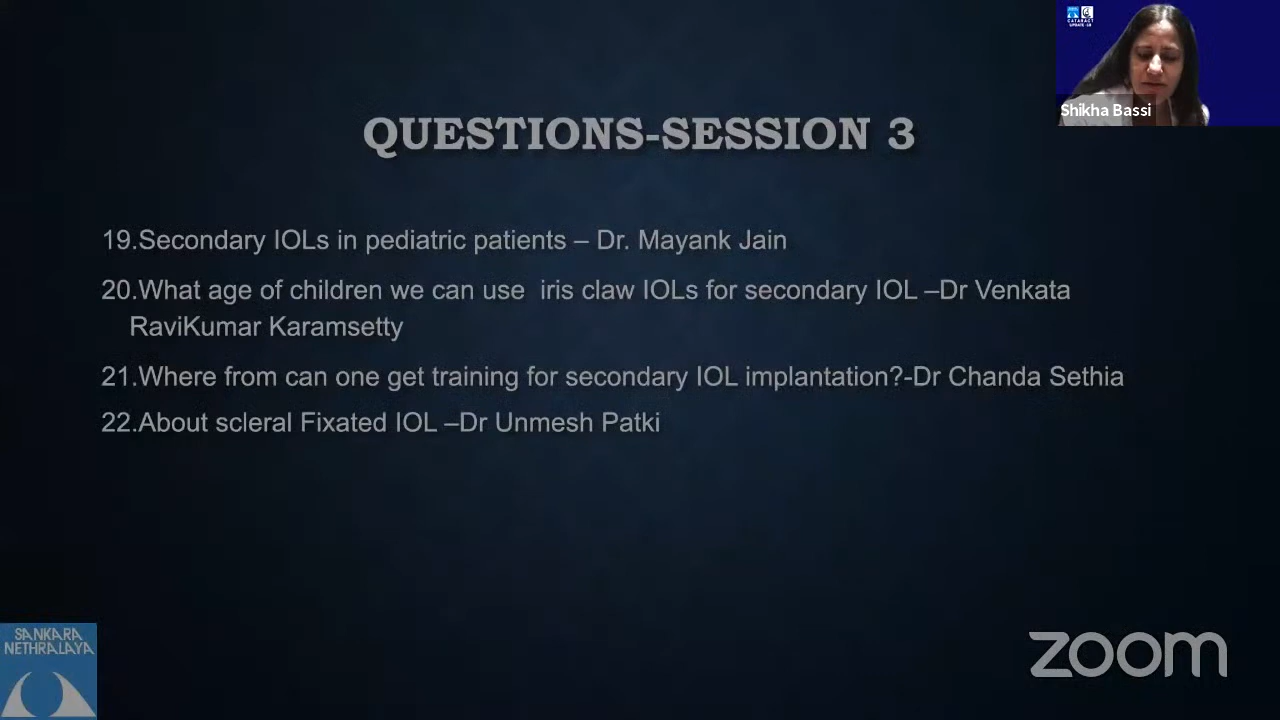 CATARACT
UPDATE -18
Shikha Bassi
QUESTIONS-SESSION 3
19.Secondary IOLs in pediatric patients – Dr. Mayank Jain
20.What age of children we can use  iris claw IOLs for secondary IOL –Dr Venkata
RaviKumar Karamsetty
21.Where from can one get training for secondary IOL implantation?-Dr Chanda Sethia
22.About scleral Fixated IOL –Dr Unmesh Patki
SANKARA
NETHRALAYA
zoom